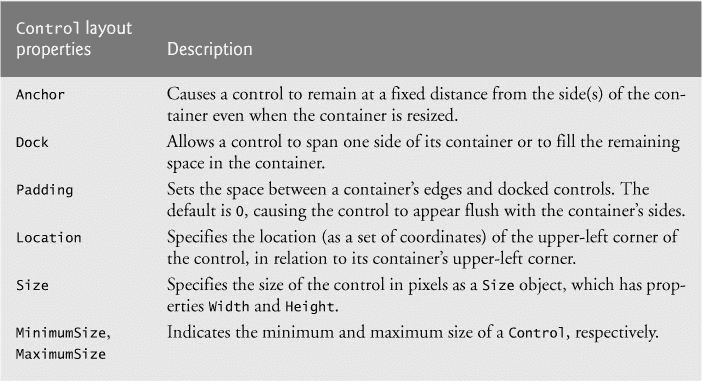 Control layout
properties Description
Anchor Causes a control to remain at a fixed distance from the side(s) of the con-
tainer even when the container is resized.
Dock Allows a control to span one side of its container or to fill the remaining
space in the container.
Padding Sets the space between a container’s edges and docked controls. The
default is 0, causing the control to appear flush with the container’s sides.
Location Specifies the location (as a set of coordinates) of the upper-left corner of
the control, in relation to its container’s upper-left corner.
Size Specifies the size of the control in pixels as a Size object, which has prop-
erties Width and Height.
MinimumSize, Indicates the minimum and maximum size of a Control, respectively.
MaximumSize